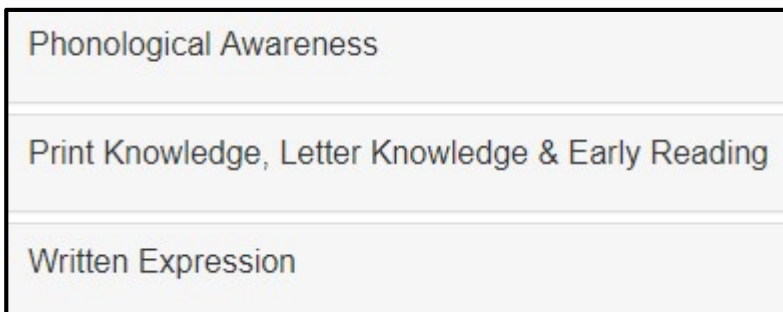 Phonological Awareness
Print Knowledge, Letter Knowledge & Early Reading
Written Expression